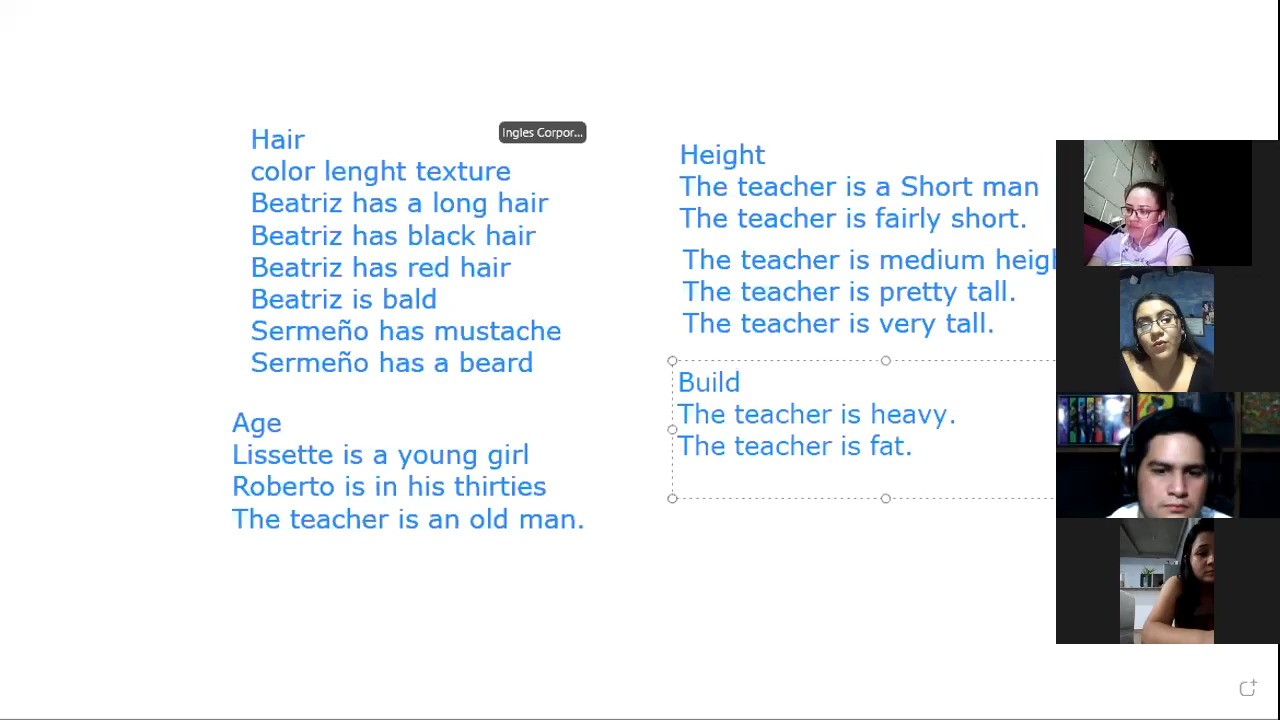 Hair
color lenght texture
Beatriz has a long hair
Beatriz has black hair
Beatriz has red hair
Beatriz is bald
Sermeño has mustache
Sermeño has a beard
Age
Lissette is a young girl
Roberto is in his thirties
The teacher is an old man.
Ingles Corpor...
Height
The teacher is a Short man
The teacher is fairly short.
The teacher is medium heigh
The teacher is pretty tall.
The teacher is very tall.
Build
The teacher is heavy.
The teacher is fat.